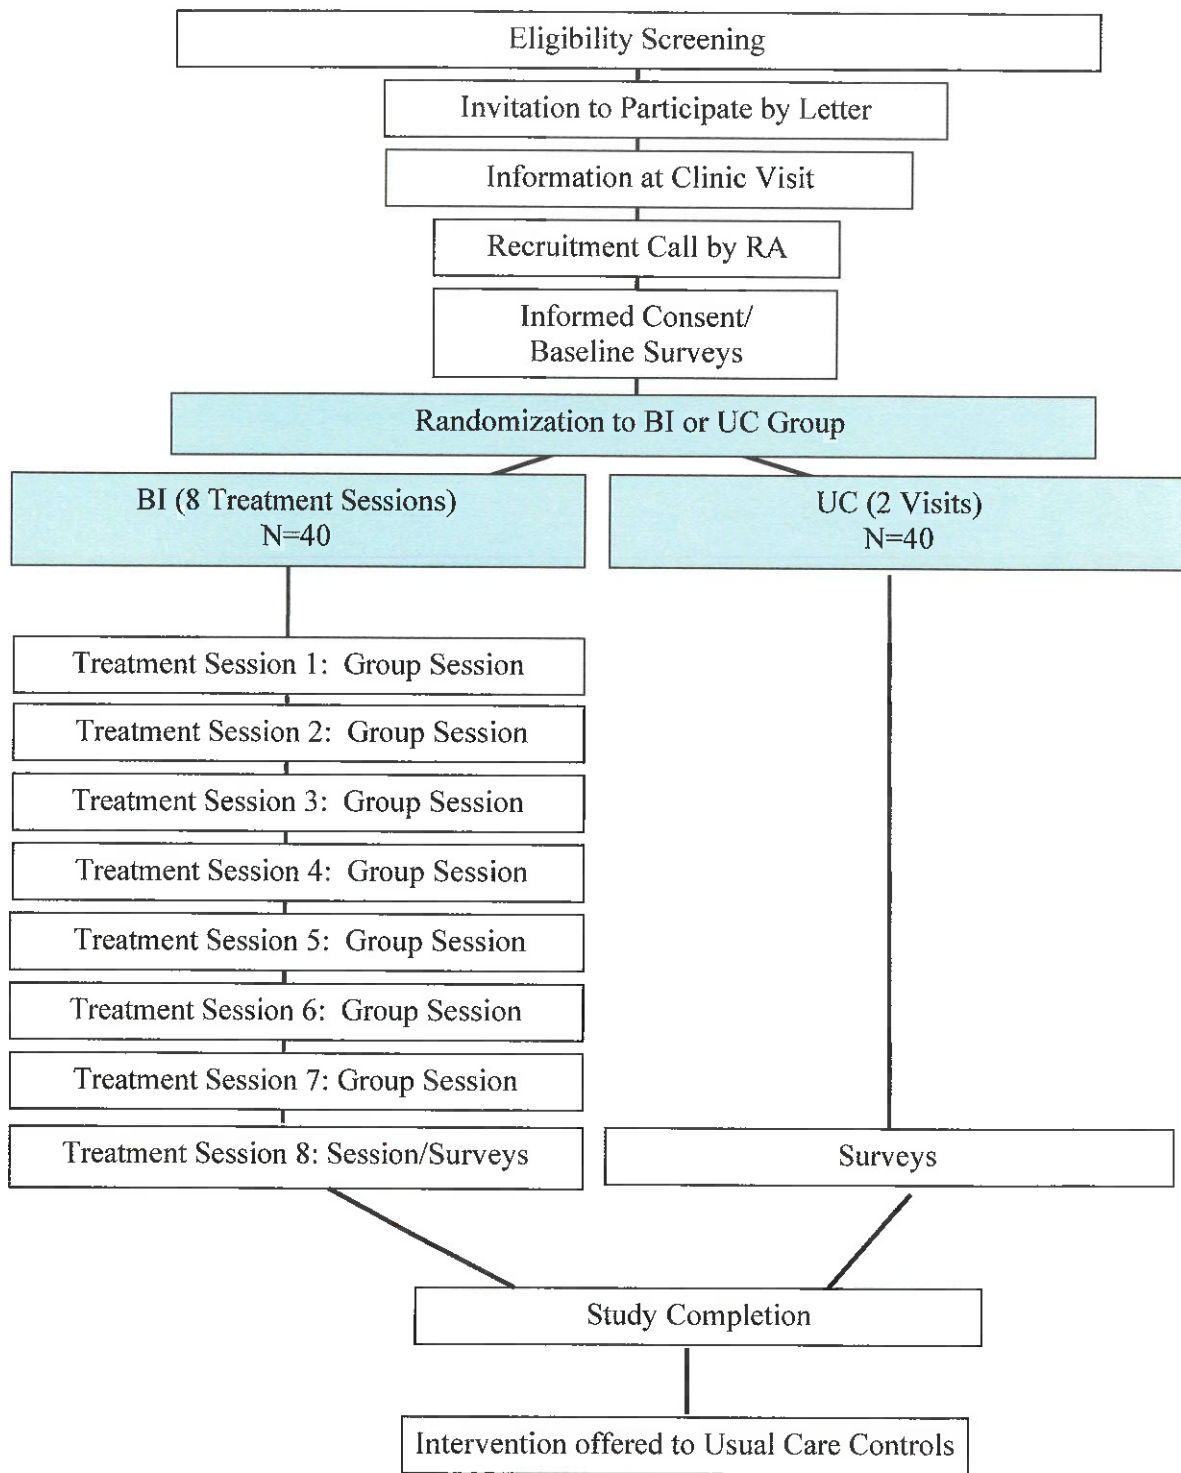 Eligibility Screening
Invitation to Participate by Letter
Information at Clinic Visit
Recruitment Call by RA
Informed Consent/
Baseline Surveys
Randomization to BI or UC Group
BI (8 Treatment Sessions)
N=40
UC (2 Visits)
N=40
Treatment Session 1:  Group Session
Treatment Session 2:  Group Session
Treatment Session 3:  Group Session
Treatment Session 4:  Group Session
Treatment Session 5:  Group Session
Treatment Session 6:  Group Session
Treatment Session 7: Group Session
Treatment Session 8: Session/Surveys
Surveys
Study Completion
Intervention offered to Usual Care Controls